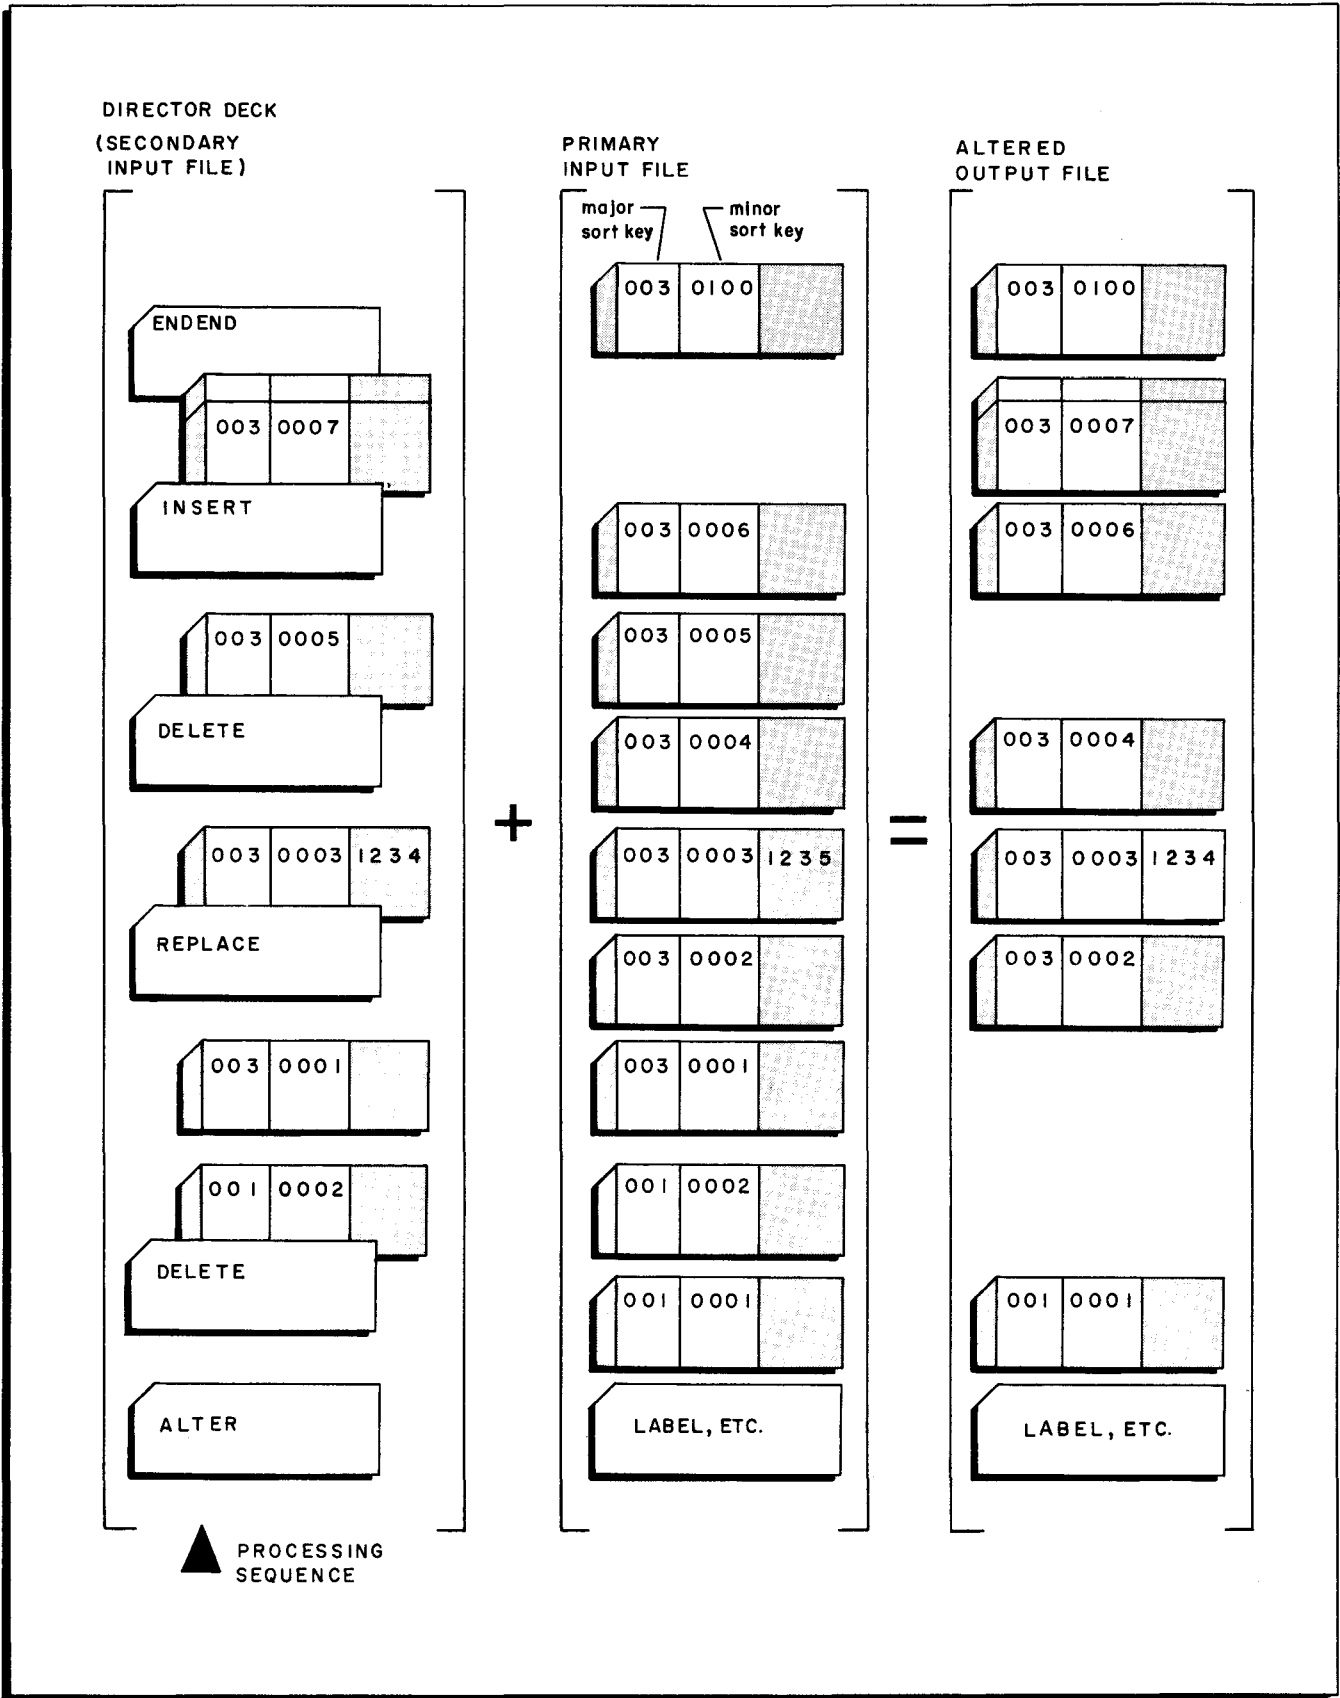 DIRECTOR DECK
(SECONDARY
INPUT FILE)
ENDEND
003 0007
INSERT
003 0005
DELETE
003 0003 1234
REPLACE
003 0001
001 0002
DELETE
ALTER
PROCESSING
SEQUENCE
+
PRIMARY
INPUT FILE
major
sort key
minor
sort key
003 0100
003 0006
003 0005
003 0004
003 0003 1235
003 0002
003 0001
001 0002
001 0001
LABEL, ETC.
=
ALTERED
OUTPUT FILE
003 0100
003 0007
003 0006
003 0004
003 0003 1234
003 0002
001 0001
LABEL, ETC.